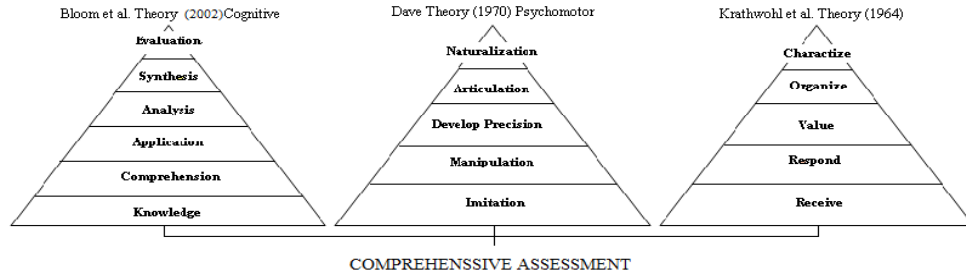 Bloom et al. Theory (2002)Cognitive
Evaluation
Synthesis
Analysis
Application
Comprehension
Knowledge
Dave Theory (1970) Psychomotor
Naturalization
Articulation
Develop Precision
Manipulation
Imitation
Krathwohl et al. Theory (1964)
Charactize
Organize
Value
Respond
Receive
COMPREHENSSIVE ASSESSMENT